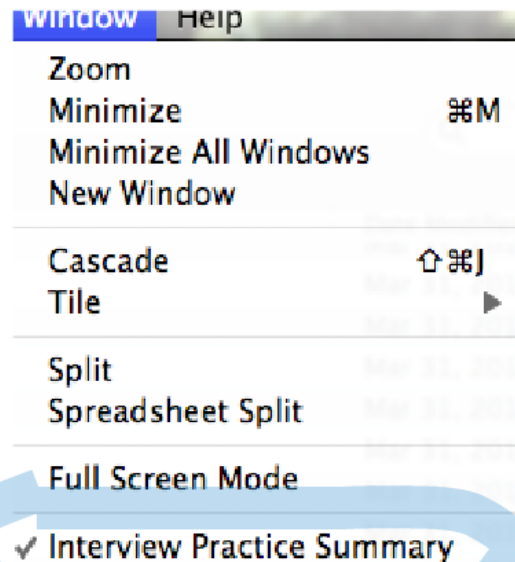 Window Help
Zoom
Minimize ⌘M
Minimize All Windows
New Window
Cascade ⇧⌘J
Tile ▶
Split
Spreadsheet Split
Full Screen Mode
✓ Interview Practice Summary